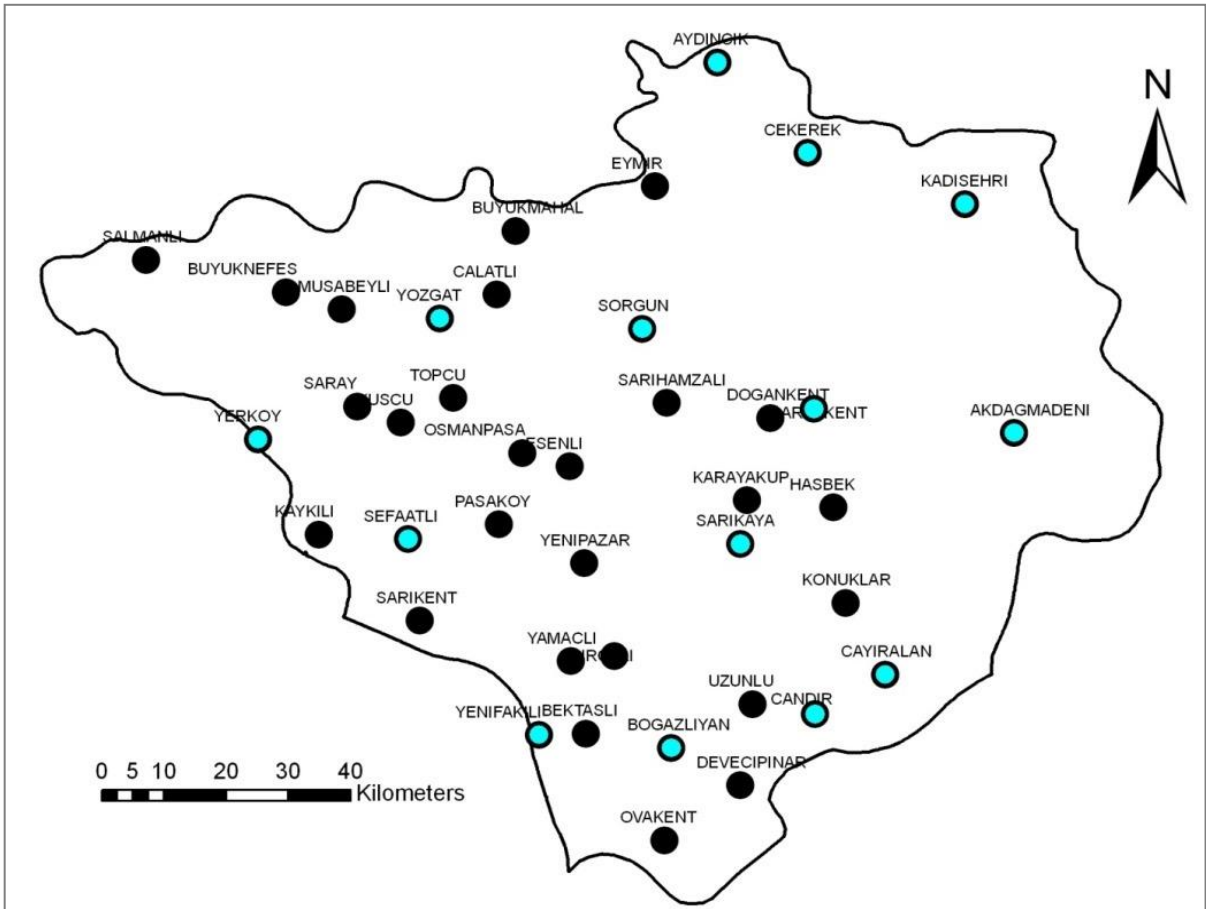 AYDINCIK
N
CEKEREK
EYMIR
KADISEHRI
BUYUKMAHAL
SALMANLI
BUYUKNEFES
MUSABEYLI
CALATLI
YOZGAT
SORGUN
SARAY
TOPCU
SARIHAMZALI
DOGANKENT
YERKOY
AKDAGMADENI
OSMANPASA
ESENLI
KARAYAKUP
HASBEK
KAYKILI
SEFAATLI
PASAKOY
SARIKAYA
YENIPAZAR
KONUKLAR
SARIKENT
YAMACLI
CAYIRALAN
UZUNLU
CANDIR
YENIFAKILI
BEKTASLI
BOGAZLIYAN
DEVECIPINAR
0 5 10 20 30 40
Kilometers
OVAKENT